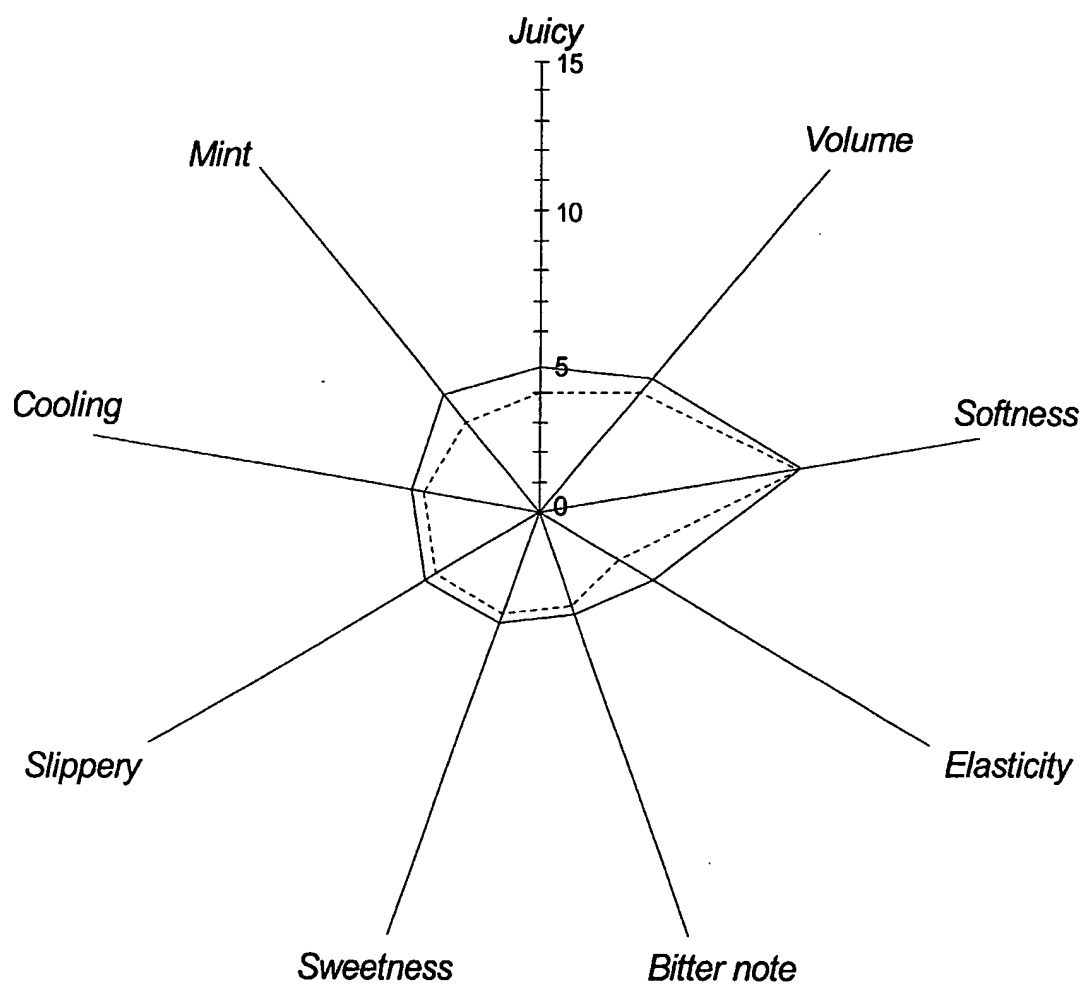 Juicy
15
Mint
Volume
10
5
Cooling
Softness
0
Slippery
Elasticity
Sweetness
Bitter note